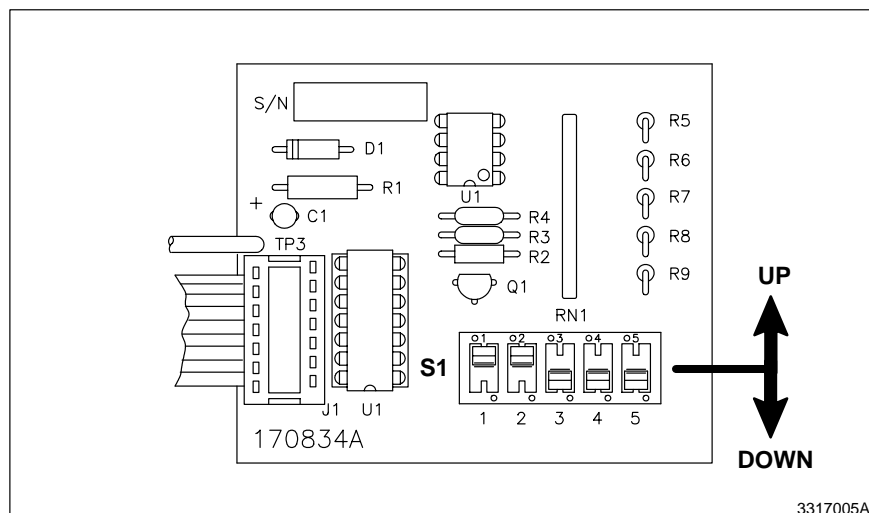 S/N
D1
R1
+
C1
TP3
U1
R4
R3
R2
Q1
RN1
R5
R6
R7
R8
R9
UP
S1
1 2 3 4 5
1 2 3 4 5
J1 U1
170834A
DOWN
3317005A